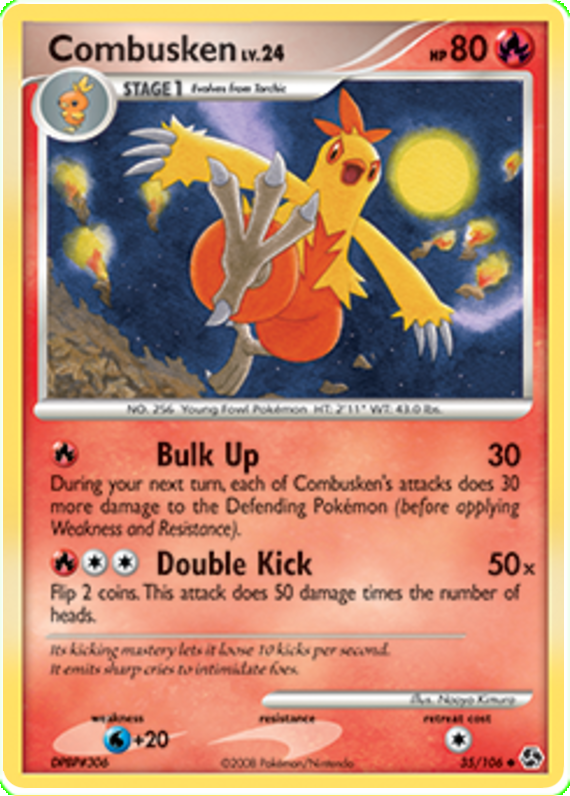 Combusken LV.24 HP 80
STAGE 1 Evolves from Torchic
NO. 256 Young Fowl Pokémon HT: 2'11" WT: 43.0 lbs.
Bulk Up 30
During your next turn, each of Combusken's attacks does 30
more damage to the Defending Pokémon (before applying
Weakness and Resistance).
Double Kick 50x
Flip 2 coins. This attack does 50 damage times the number of
heads.
Its kicking mastery lets it loose 10 kicks per second.
It emits sharp cries to intimidate foes.
Illus. Naoyo Kimura
weakness resistance retreat cost
+20
DPBP#306 ©2008 Pokémon/Nintendo 35/106